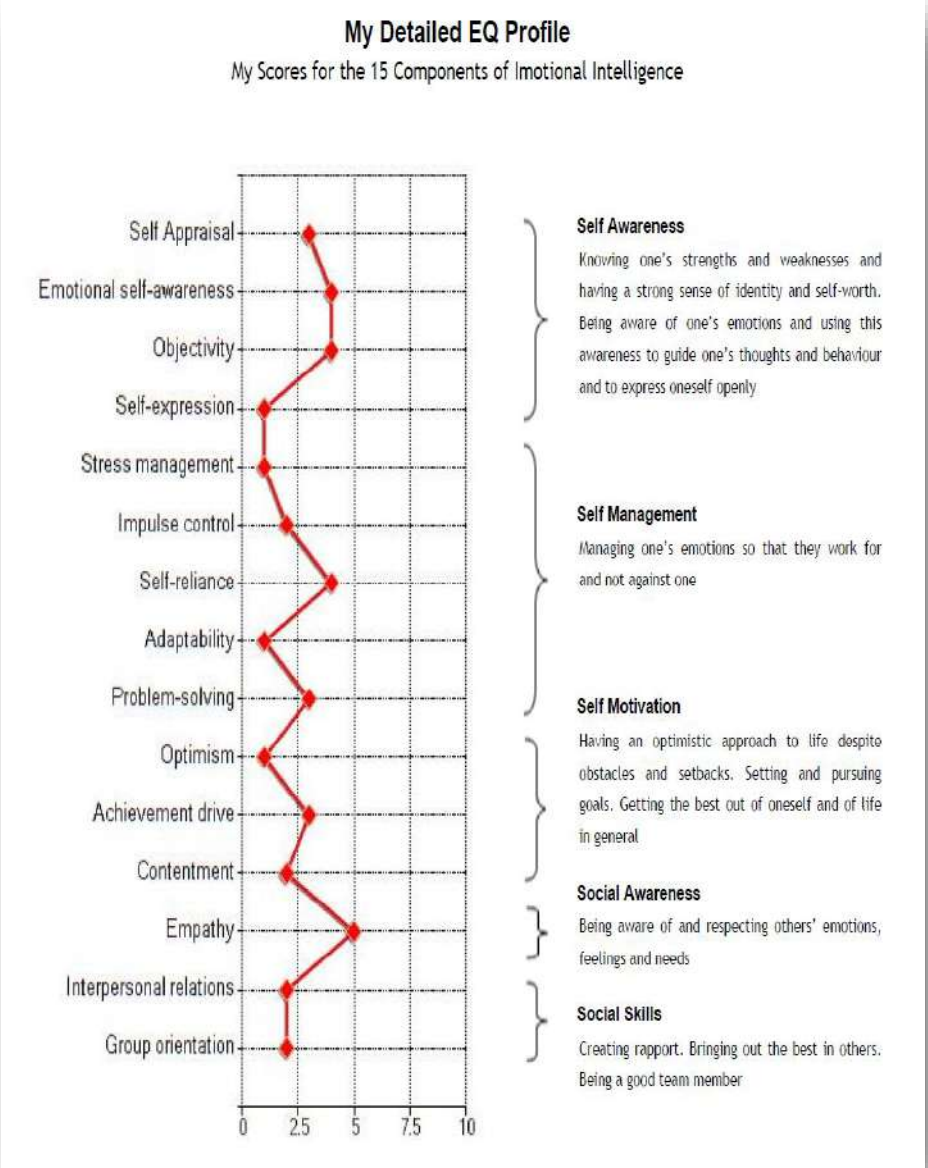 My Detailed EQ Profile
My Scores for the 15 Components of Imotional Intelligence
Self Appraisal
Emotional self-awareness
Objectivity
Self-expression
Stress management
Impulse control
Self-reliance
Adaptability
Problem-solving
Optimism
Achievement drive
Contentment
Empathy
Interpersonal relations
Group orientation
0 2.5 5 7.5 10
Self Awareness
Knowing one's strengths and weaknesses and
having a strong sense of identity and self-worth.
Being aware of one's emotions and using this
awareness to guide one's thoughts and behaviour
and to express oneself openly
Self Management
Managing one's emotions so that they work for
and not against one
Self Motivation
Having an optimistic approach to life despite
obstacles and setbacks. Setting and pursuing
goals. Getting the best out of oneself and of life
in general
Social Awareness
Being aware of and respecting others' emotions,
feelings and needs
Social Skills
Creating rapport. Bringing out the best in others.
Being a good team member